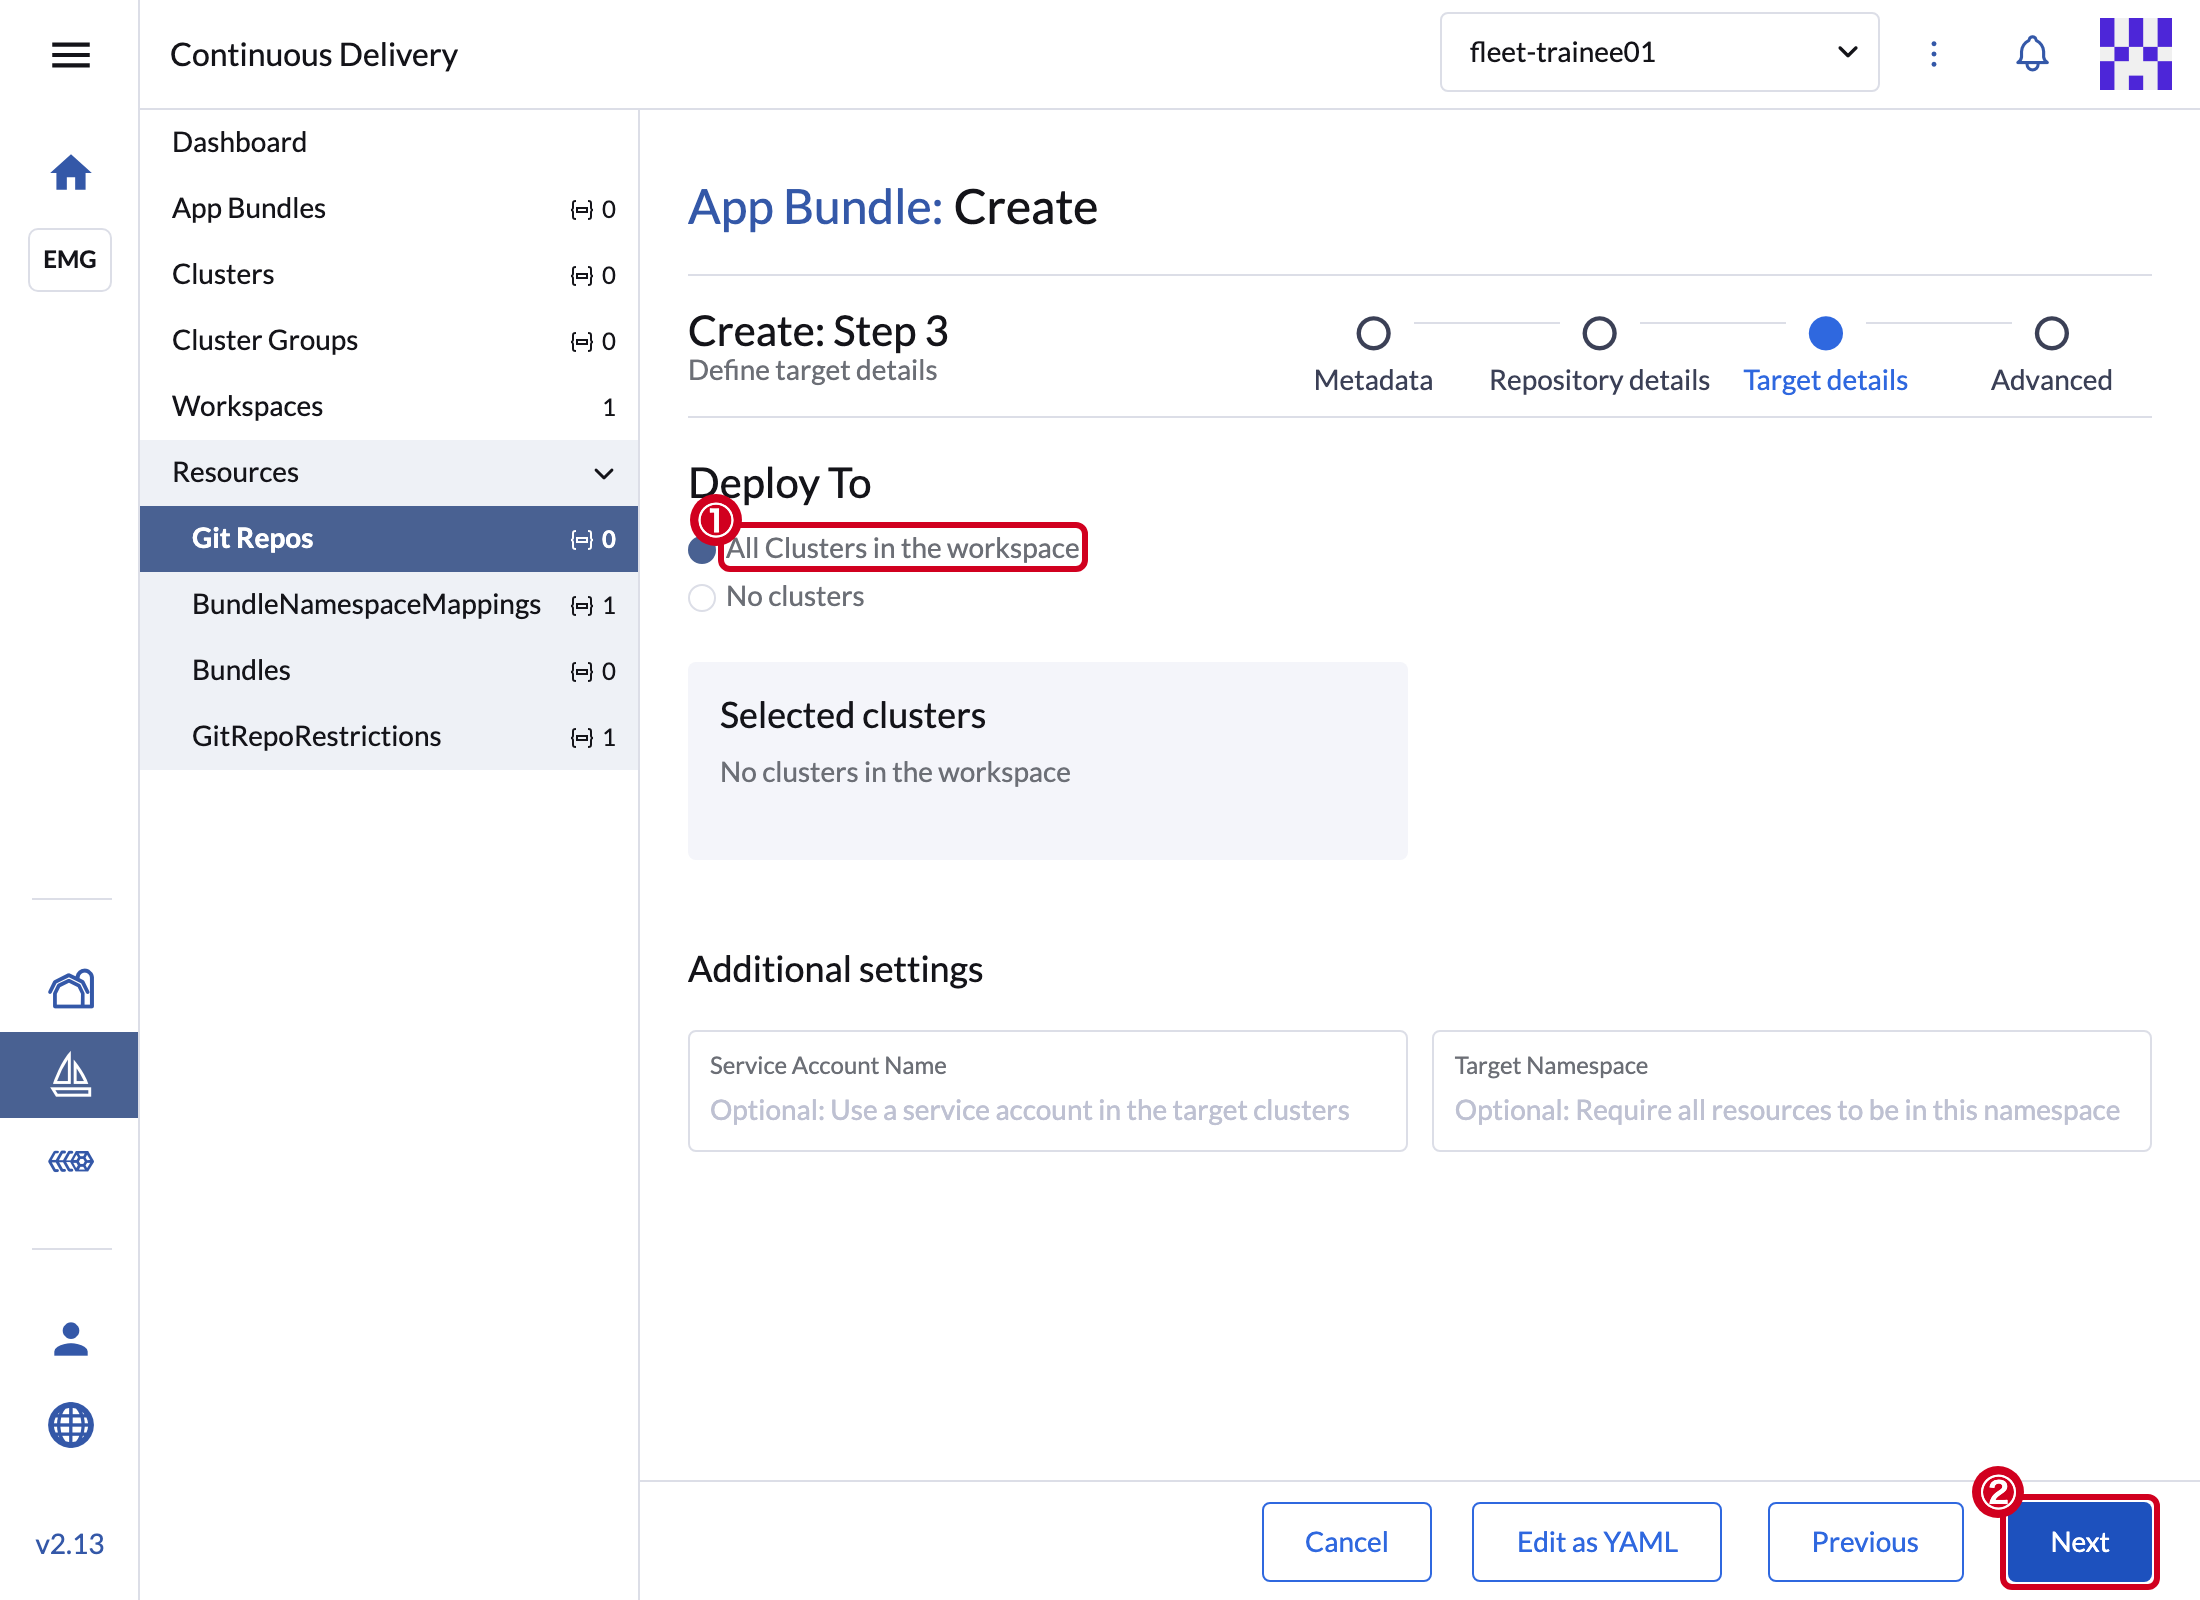 Continuous Delivery
fleet-trainee01
EMG
Dashboard
App Bundles 0
Clusters 0
Cluster Groups 0
Workspaces 1
Resources
Git Repos 0
BundleNamespaceMappings 1
Bundles 0
GitRepoRestrictions 1
v2.13
App Bundle: Create
Create: Step 3
Define target details
Metadata
Repository details
Target details
Advanced
Deploy To
1
All Clusters in the workspace
No clusters
Selected clusters
No clusters in the workspace
Additional settings
Service Account Name
Optional: Use a service account in the target clusters
Target Namespace
Optional: Require all resources to be in this namespace
2
Cancel
Edit as YAML
Previous
Next